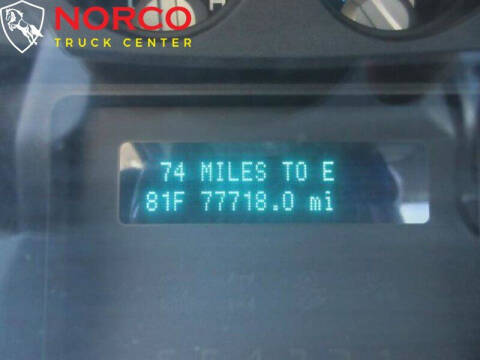 NORCO
TRUCK CENTER
74 MILES TO E
81F 77718.0 mi